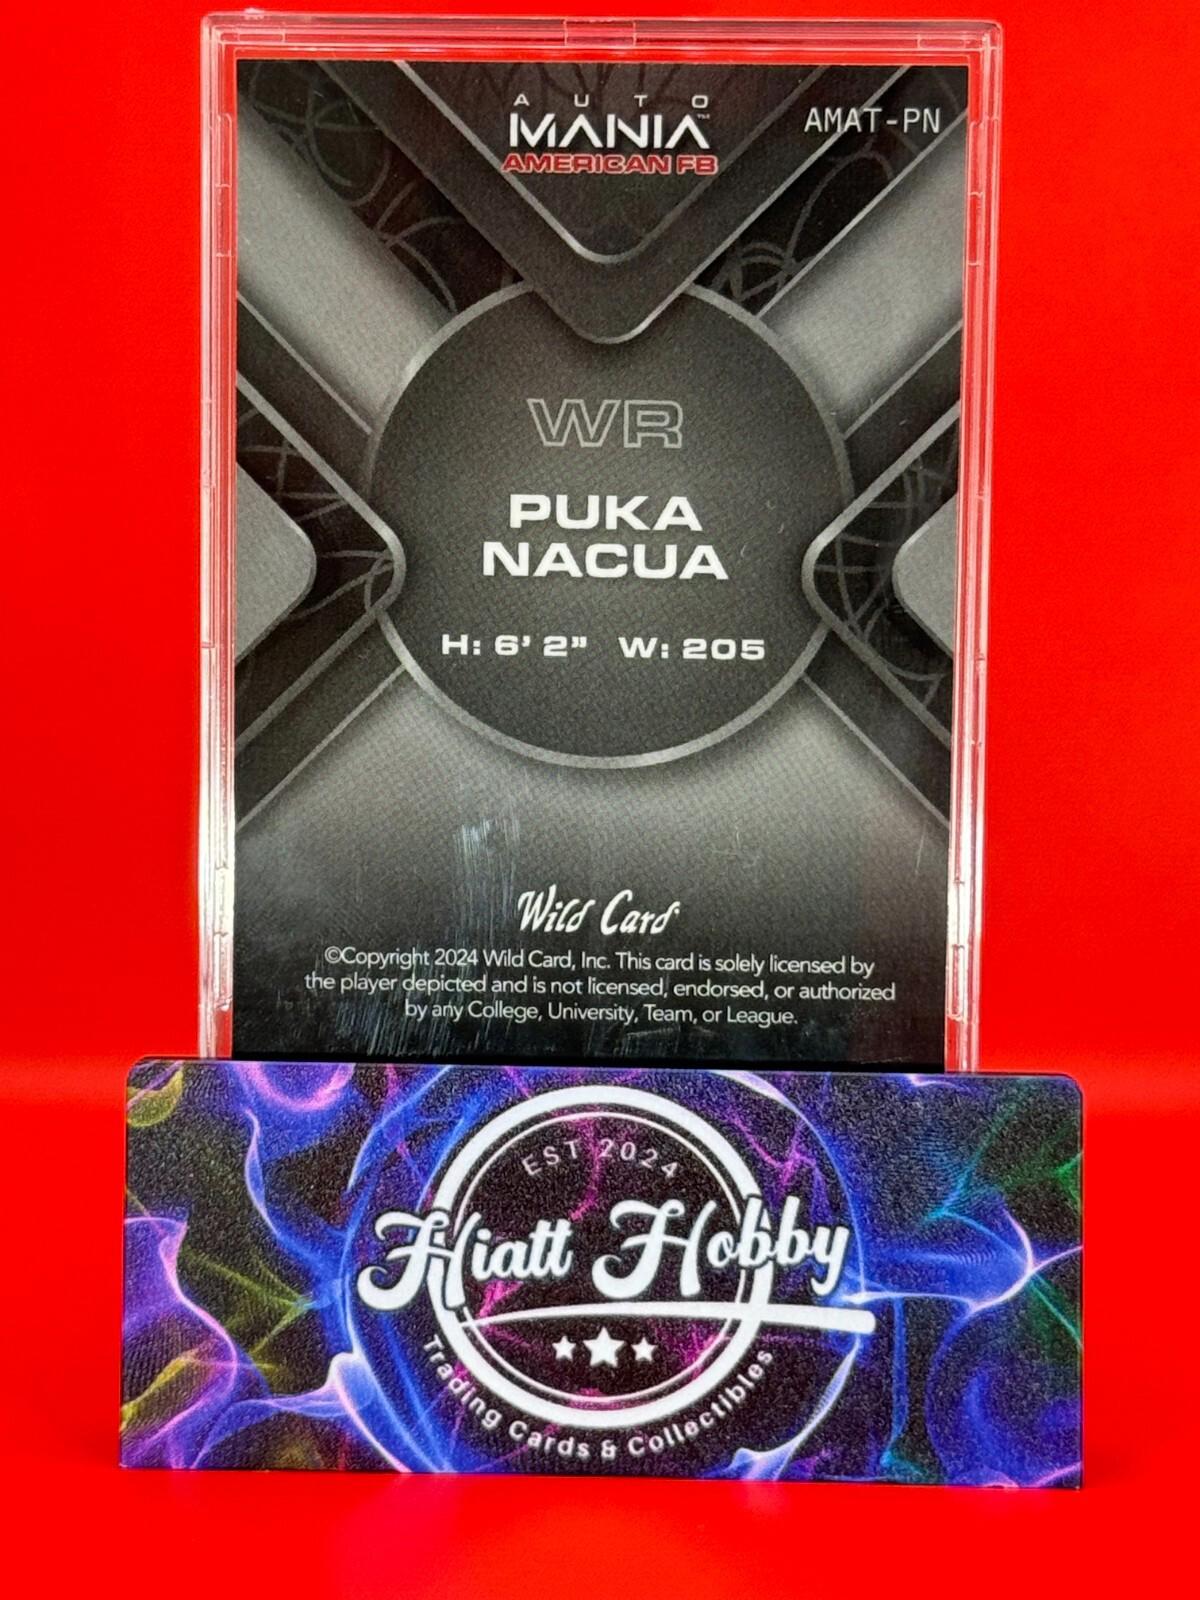 AUTO
MANIA™
AMERICAN FB
AMAT-PN
WR
PUKA
NACUA
H: 6' 2" W: 205
Wild Card
©Copyright 2024 Wild Card, Inc. This card is solely licensed by
the player depicted and is not licensed, endorsed, or authorized
by any College, University, Team, or League.
EST 2024
Hiatt Hobby
Trading Cards & Collectibles